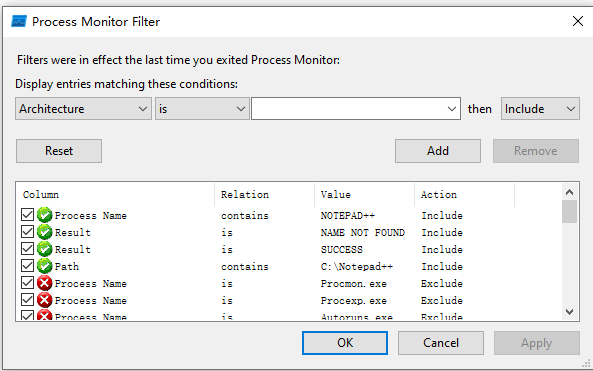 Process Monitor Filter
Filters were in effect the last time you exited Process Monitor:
Display entries matching these conditions:
Architecture is then Include
Reset Add Remove
Column Relation Value Action
Process Name contains NOTEPAD++ Include
Result is NAME NOT FOUND Include
Result is SUCCESS Include
Path contains C:\Notepad++ Include
Process Name is Procmon.exe Exclude
Process Name is Procexp.exe Exclude
Process Name is Autoruns.exe Exclude
OK Cancel Apply